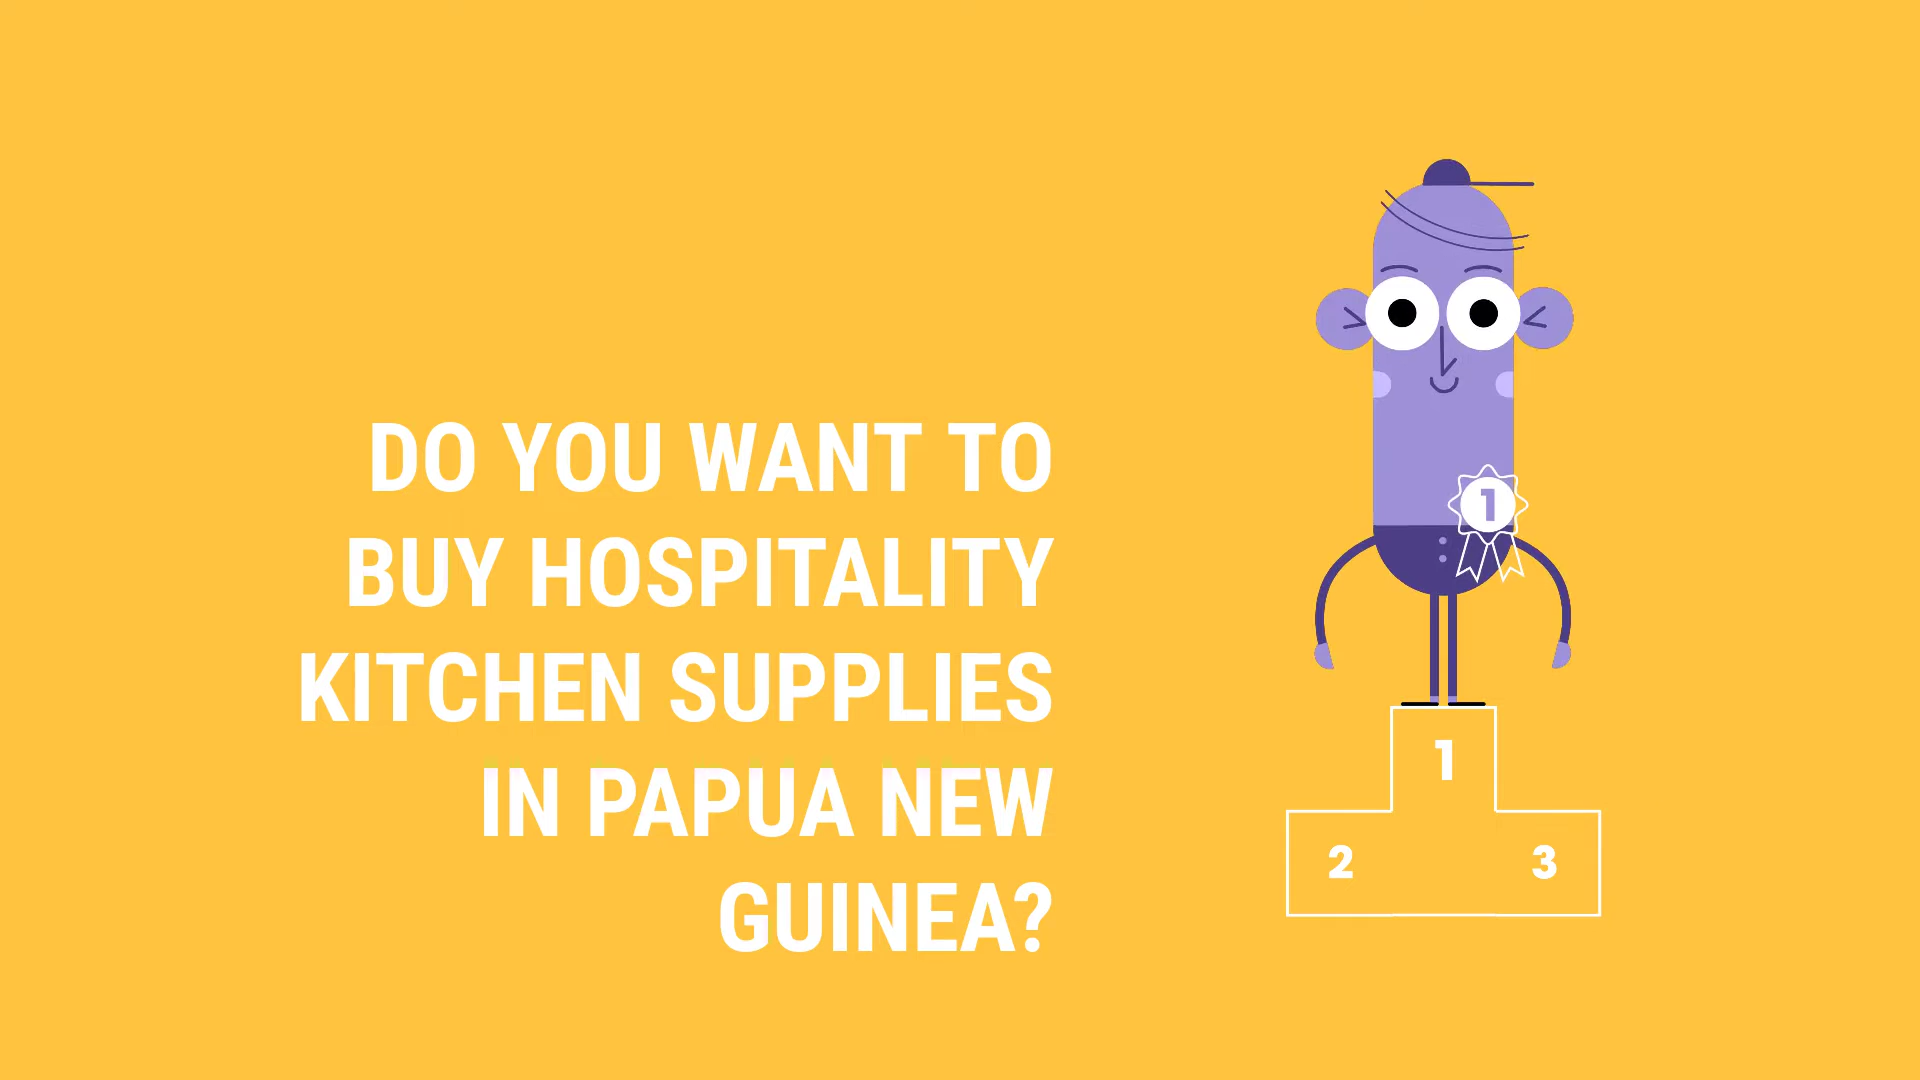 DO YOU WANT TO
BUY HOSPITALITY
KITCHEN SUPPLIES
IN PAPUA NEW
GUINEA?
1
1
2
3